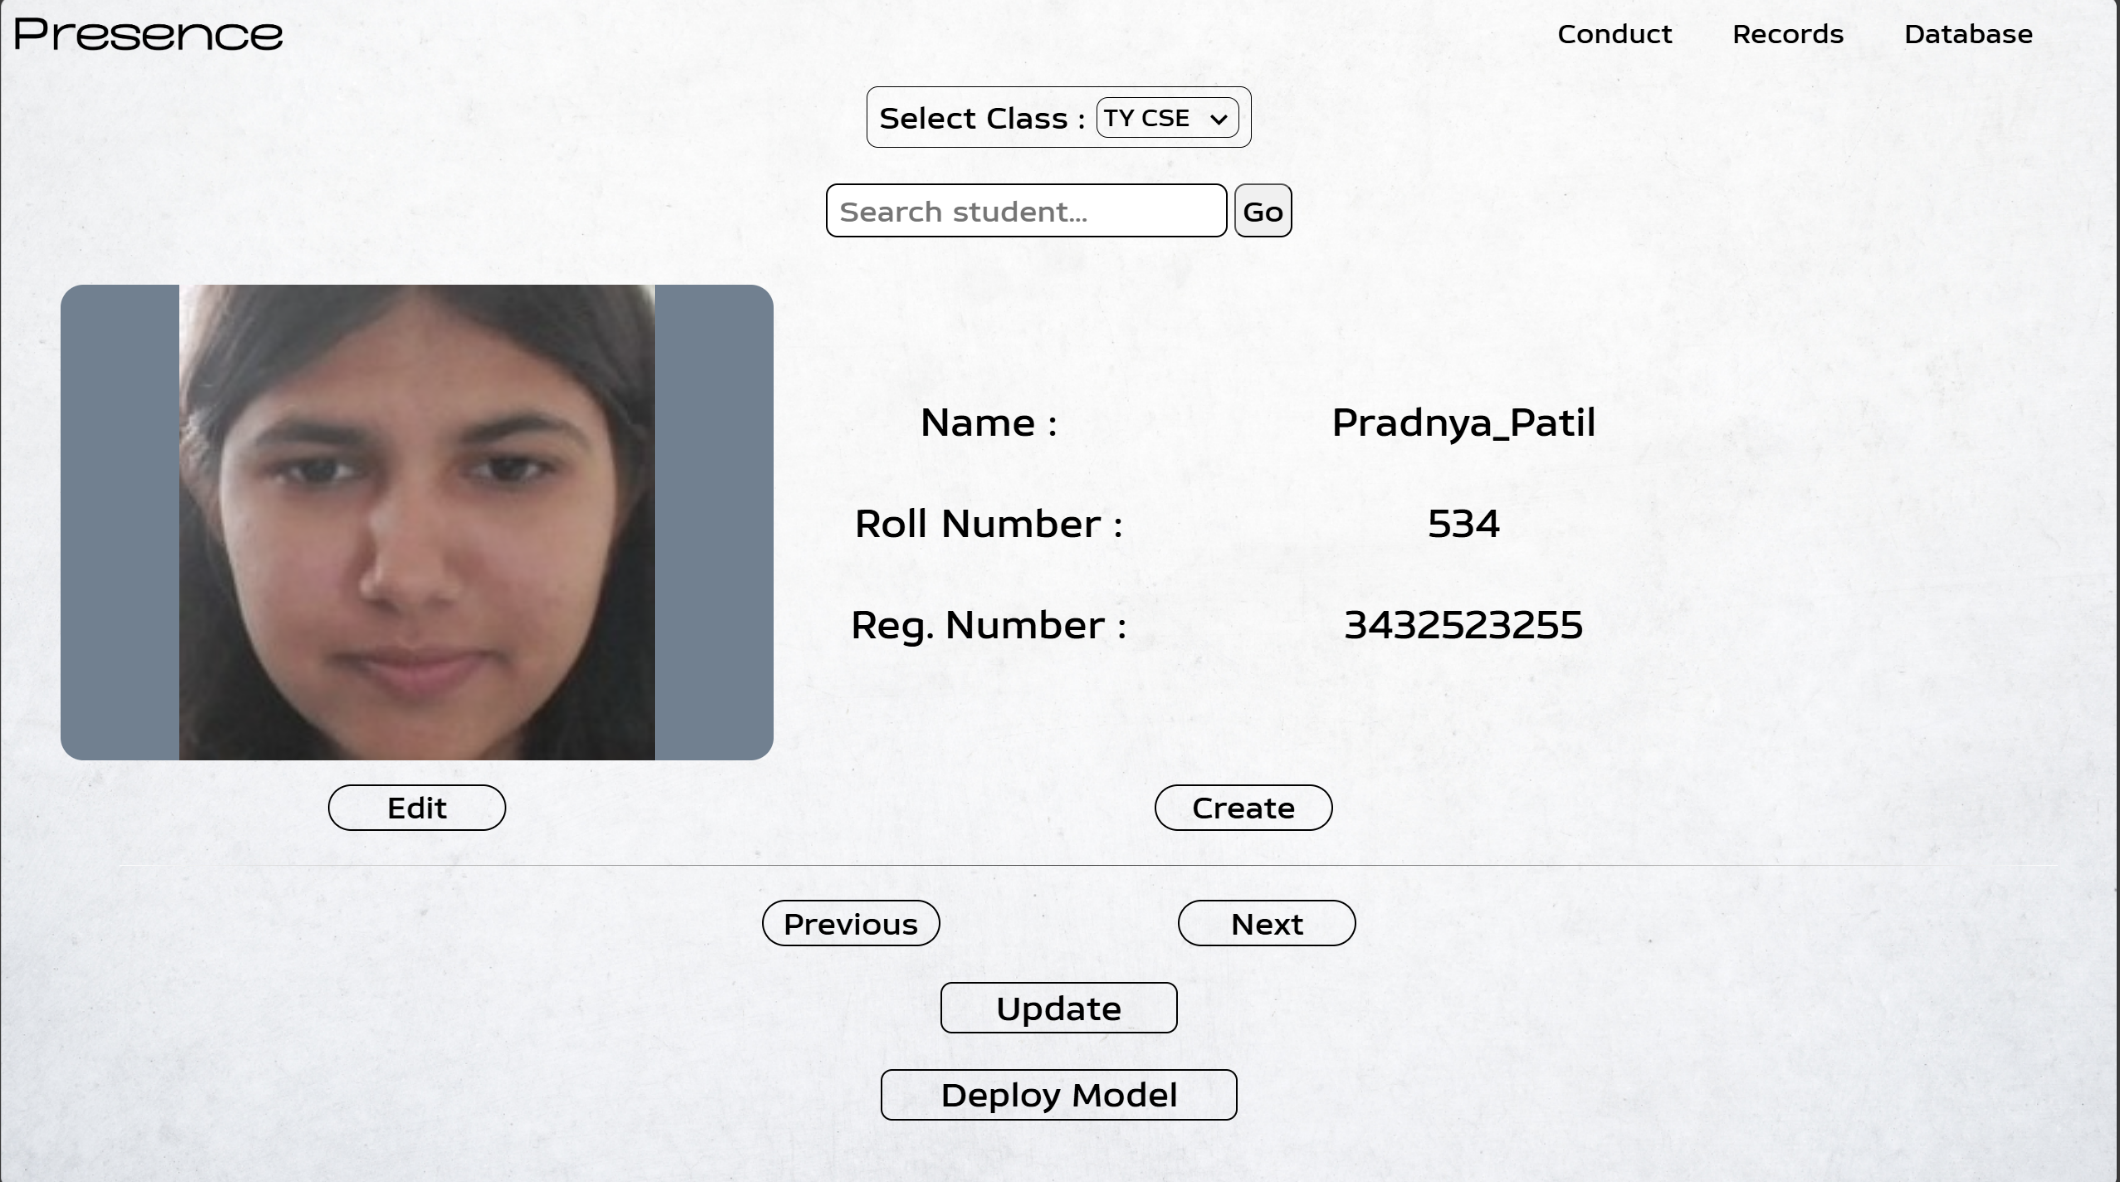 Presence
Conduct Records Database
Select Class : TY CSE
Search student... Go
Name : Pradnya_Patil
Roll Number : 534
Reg. Number : 3432523255
Edit Create
Previous Next
Update
Deploy Model